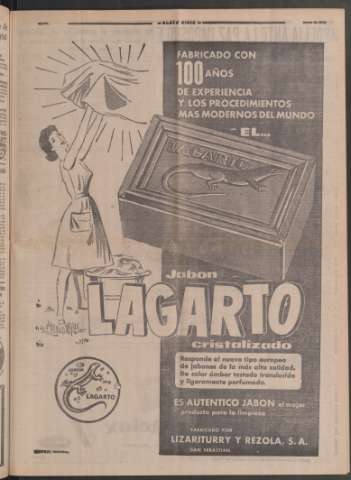 FABRICADO CON
100 AÑOS
DE EXPERIENCIA
Y LOS PROCEDIMIENTOS
MAS MODERNOS DEL MUNDO
EL...
LAGARTO
Jabon
LAGARTO
cristalizado
Responde al nuevo tipo europeo
de jabones de la más alta calidad.
De color ámbar tostado translucido
y ligeramente perfumado.
LAGARTO
ES AUTENTICO JABON el mejor
producto para la limpieza
FABRICADO POR
LIZARITURRY Y REZOLA, S. A.
SAN SEBASTIAN